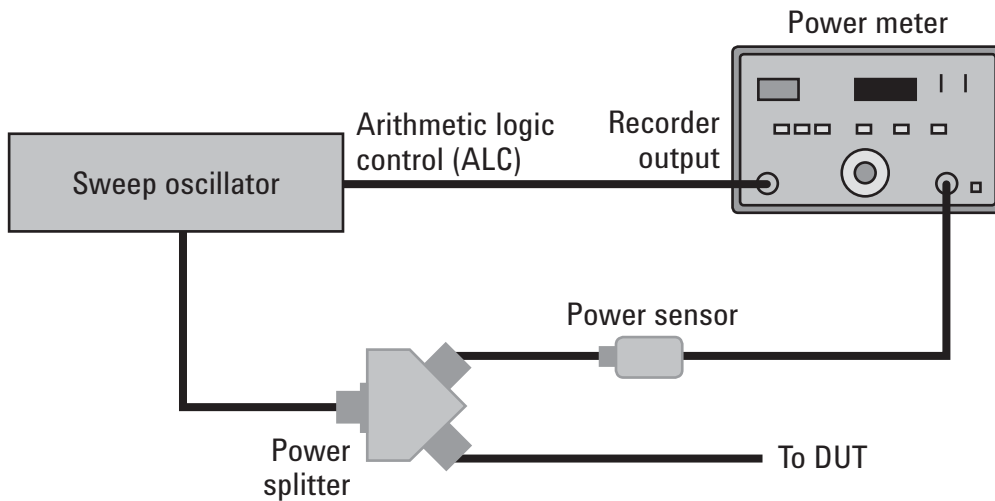 Power meter
Arithmetic logic
control (ALC)
Recorder
output
Sweep oscillator
Power sensor
Power
splitter
To DUT